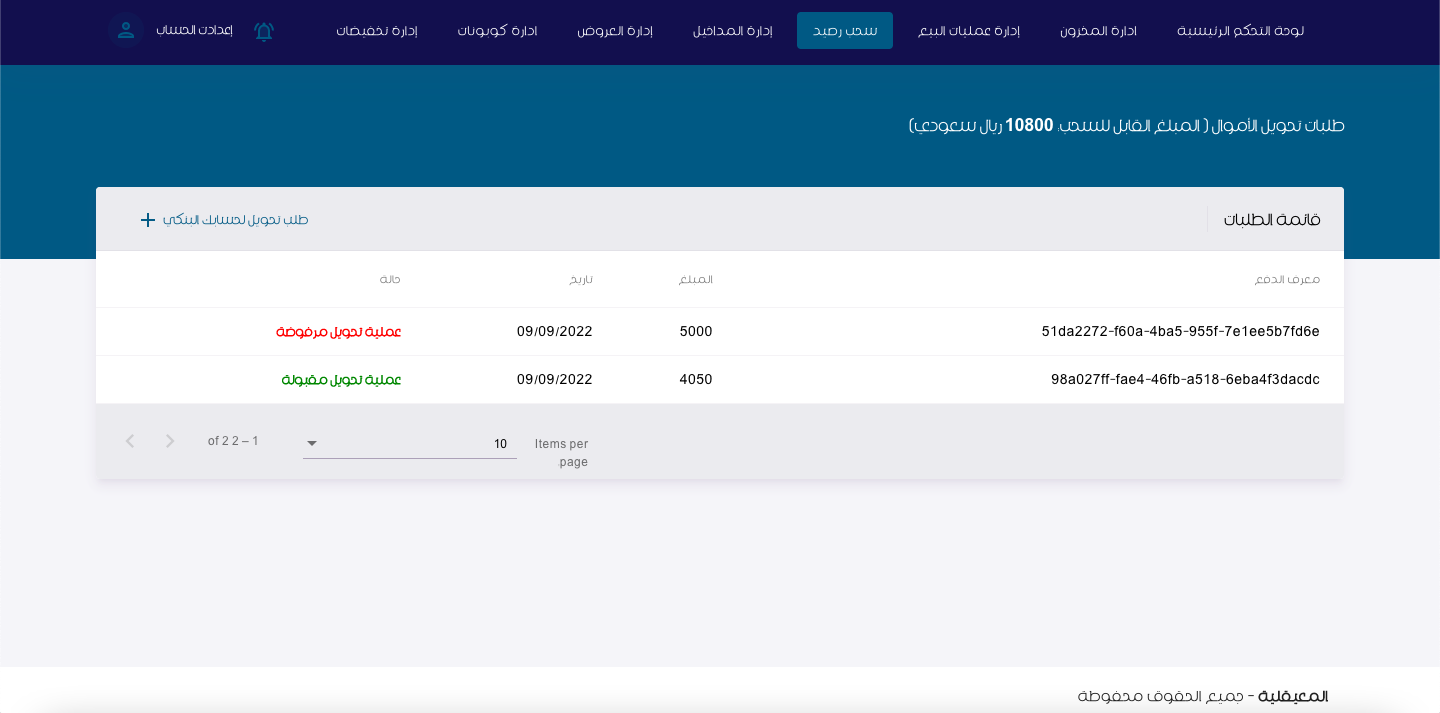 لوحة التحكم الرئيسية
ادارة المخزون
إدارة عمليات البيع
سحب رصيد
إدارة المداخيل
إدارة العروض
ادارة كوبونات
إدارة تخفيضات
إعدادت الحساب
طلبات تحويل الأموال ( المبلغ القابل للسحب: 10800 ريال سعودي)
قائمة الطلبات
طلب تحويل لحسابك البنكي
معرف الدفع المبلغ تاريخ حالة
51da2272-f60a-4ba5-955f-7e1ee5b7fd6e 5000 09/09/2022 عملية تحويل مرفوضة
98a027ff-fae4-46fb-a518-6eba4f3dacdc 4050 09/09/2022 عملية تحويل مقبولة
Items per
page
10
1 – 2 of 2
المعيقلية - جميع الحقوق محفوظة